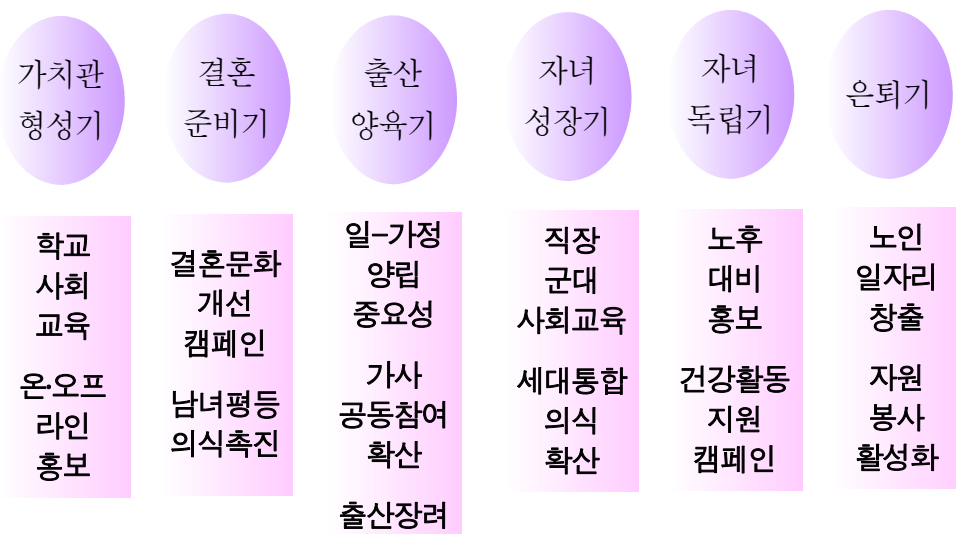 가치관
형성기
결혼
준비기
출산
양육기
자녀
성장기
자녀
독립기
은퇴기
학교
사회
교육
온·오프
라인
홍보
결혼문화
개선
캠페인
남녀평등
의식촉진
일-가정
양립
중요성
가사
공동참여
확산
출산장려
직장
군대
사회교육
세대통합
의식
확산
노후
대비
홍보
건강활동
지원
캠페인
노인
일자리
창출
자원
봉사
활성화